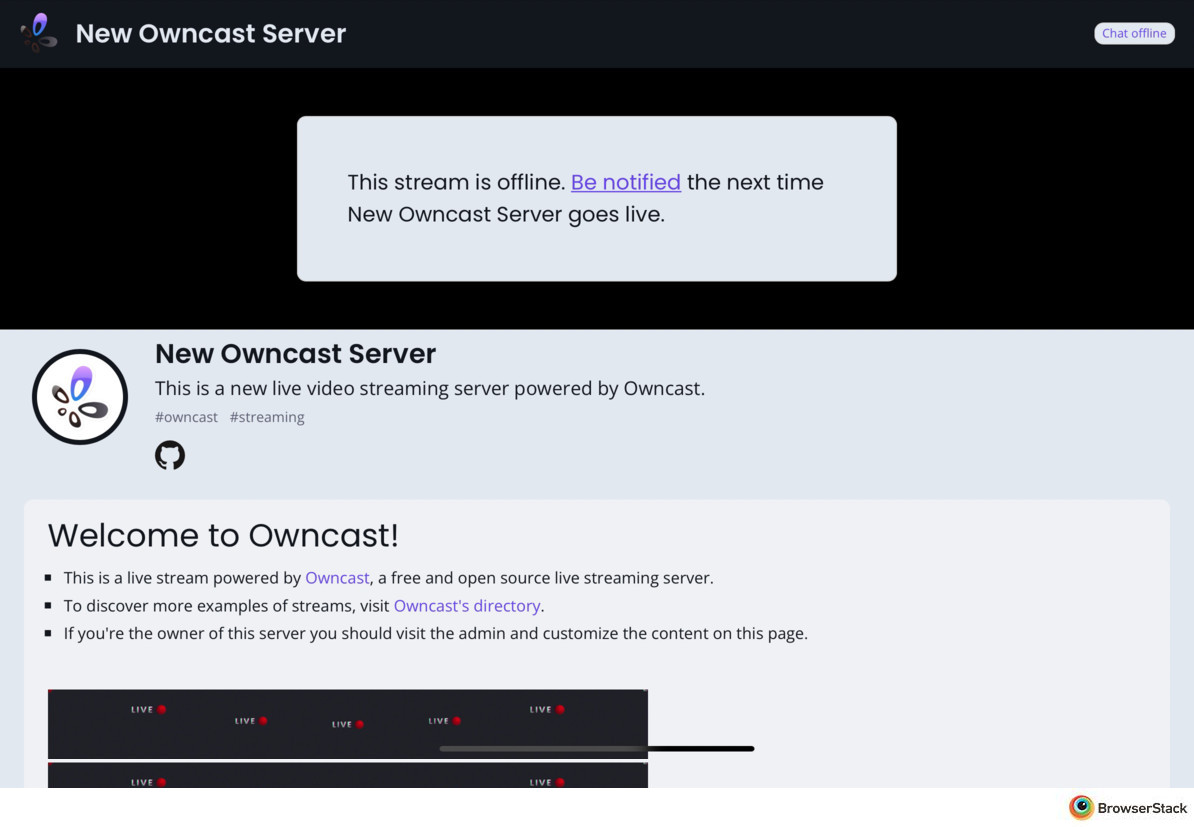 New Owncast Server
Chat offline
This stream is offline. Be notified the next time
New Owncast Server goes live.
New Owncast Server
This is a new live video streaming server powered by Owncast.
#owncast #streaming
Welcome to Owncast!
This is a live stream powered by Owncast, a free and open source live streaming server.
To discover more examples of streams, visit Owncast's directory.
If you're the owner of this server you should visit the admin and customize the content on this page.
LIVE LIVE LIVE LIVE LIVE
LIVE LIVE
BrowserStack